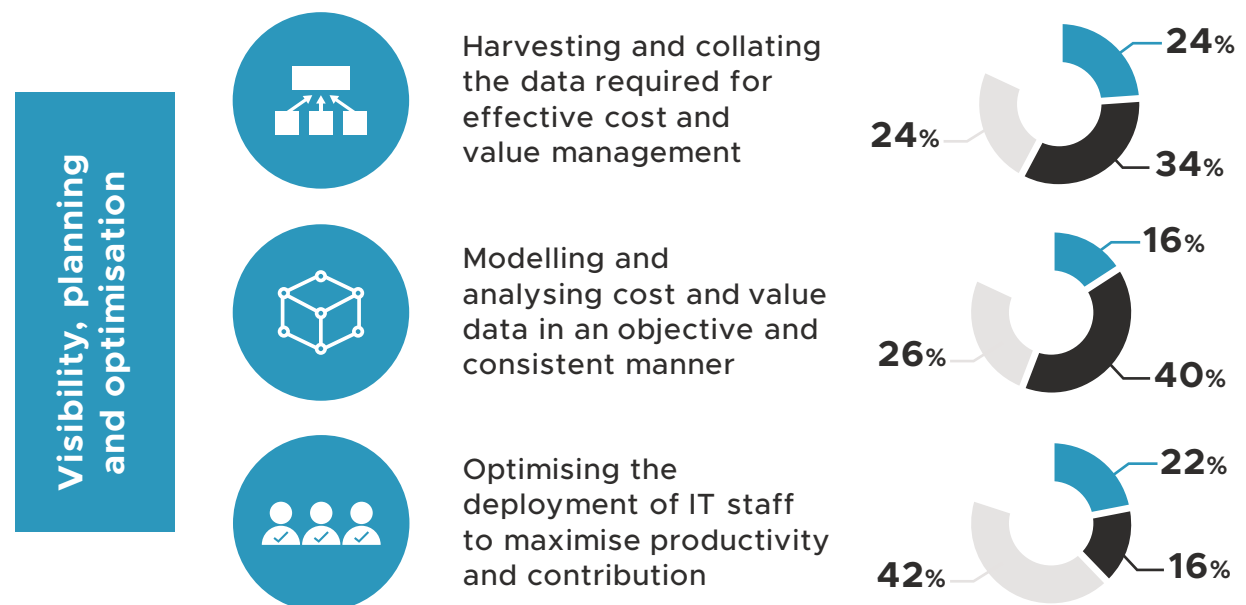 Visibility, planning
and optimisation
Harvesting and collating
the data required for
effective cost and
value management
24%
34%
24%
Modelling and
analysing cost and value
data in an objective and
consistent manner
16%
40%
26%
Optimising the
deployment of IT staff
to maximise productivity
and contribution
22%
16%
42%